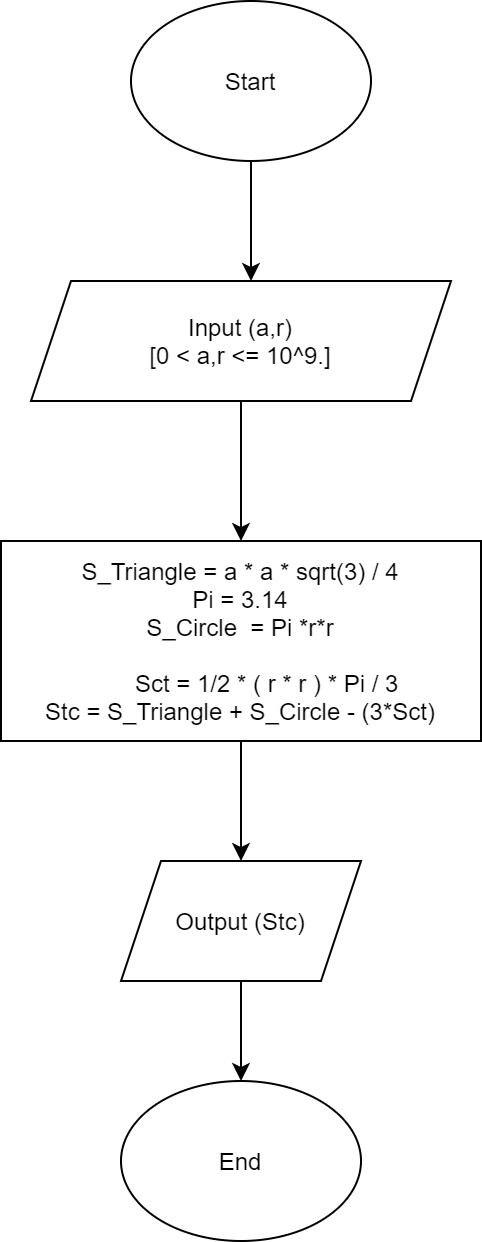 Start
Input (a,r)
[0 < a,r <= 10^9.]
S_Triangle = a * a * sqrt(3) / 4
Pi = 3.14
S_Circle  = Pi *r*r
Sct = 1/2 * ( r * r ) * Pi / 3
Stc = S_Triangle + S_Circle - (3*Sct)
Output (Stc)
End